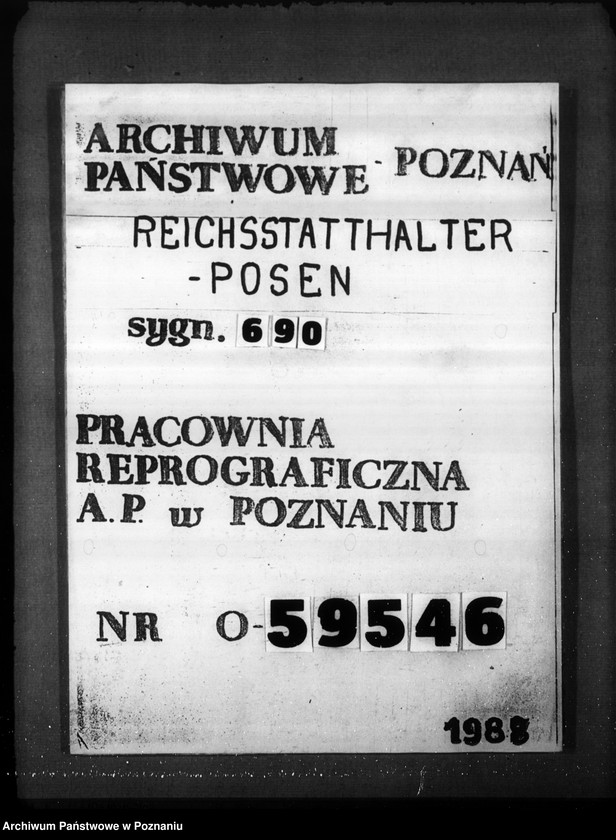 ARCHIWUM
PAŃSTWOWE - POZNAŃ
REICHSSTATTHALTER
-POSEN
sygn. 690
PRACOWNIA
REPROGRAFICZNA
A.P. w POZNANIU
NR O-59546
1988
Archiwum Państwowe w Poznaniu